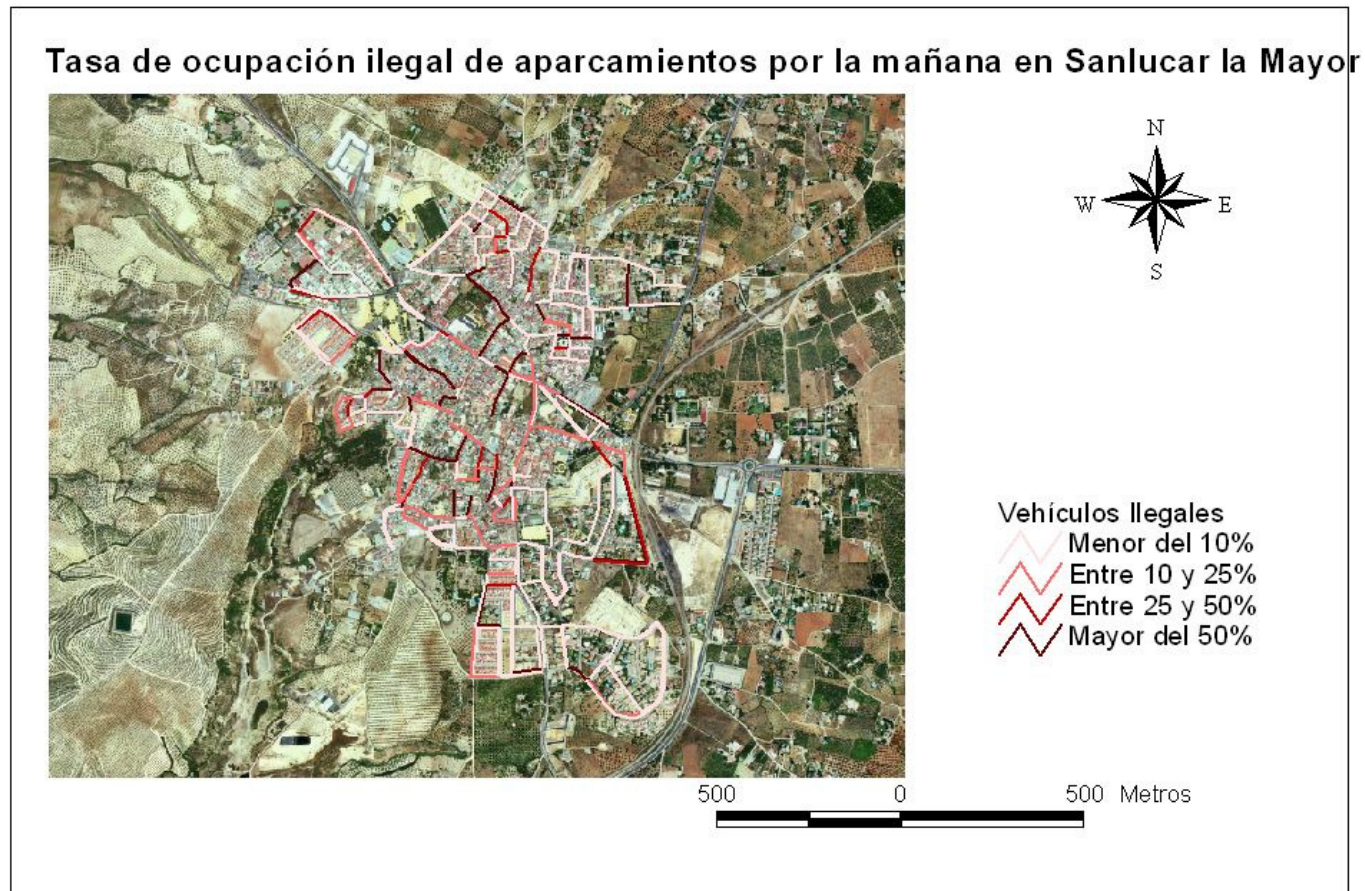 Tasa de ocupación ilegal de aparcamientos por la mañana en Sanlucar la Mayor
N
W E
S
Vehículos Ilegales
Menor del 10%
Entre 10 y 25%
Entre 25 y 50%
Mayor del 50%
500 0 500 Metros